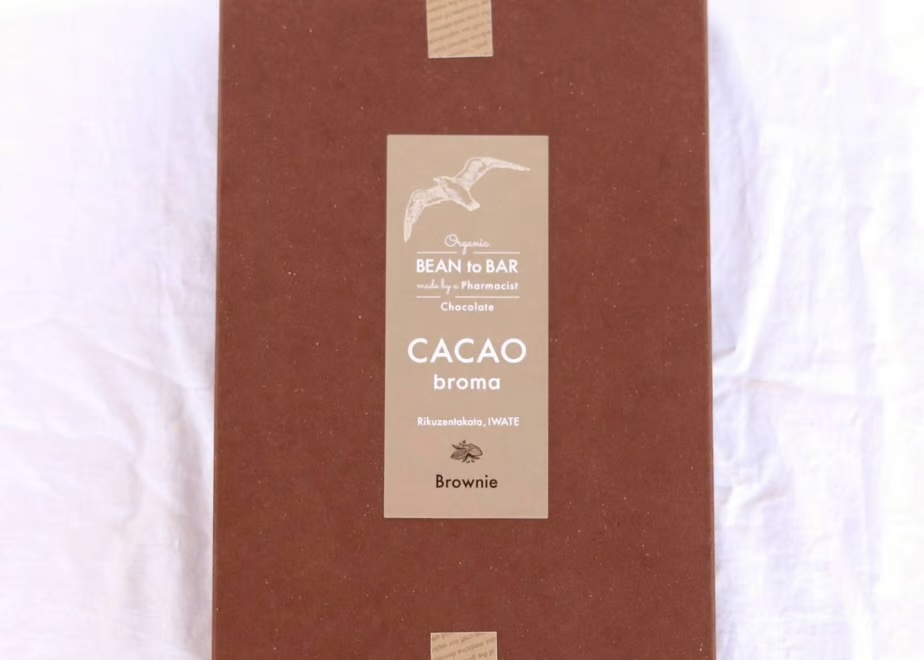 Organic
BEAN to BAR
made by a Pharmacist
Chocolate
CACAO
broma
Rikuzentakata, IWATE
Brownie